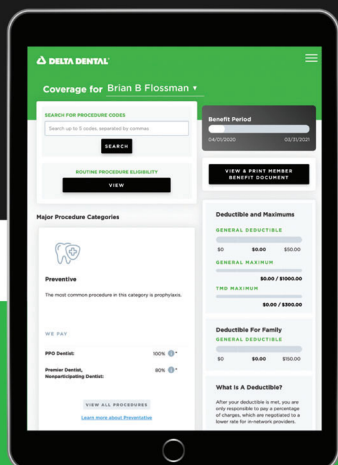 DELTA DENTAL
Coverage for Brian B Flossman
SEARCH FOR PROCEDURE CODES
Search up to 5 codes, separated by commas
SEARCH
ROUTINE PROCEDURE ELIGIBILITY
VIEW
Major Procedure Categories
Preventive
The most common procedure in this category is prophylaxis.
WE PAY
PPO Dentist: 100%
Premier Dentist,
Nonparticipating Dentist: 80%
VIEW ALL PROCEDURES
Learn more about Preventative
Benefit Period
04/01/2020 03/31/2021
VIEW & PRINT MEMBER
BENEFIT DOCUMENT
Deductible and Maximums
GENERAL DEDUCTIBLE
$0 $0.00 $50.00
GENERAL MAXIMUM
$0.00 / $1000.00
TMD MAXIMUM
$0.00 / $300.00
Deductible For Family
GENERAL DEDUCTIBLE
$0 $0.00 $150.00
What Is A Deductible?
After your deductible is met, you are
only responsible to pay a percentage
of charges, which are negotiated to a
lower rate for in-network providers.